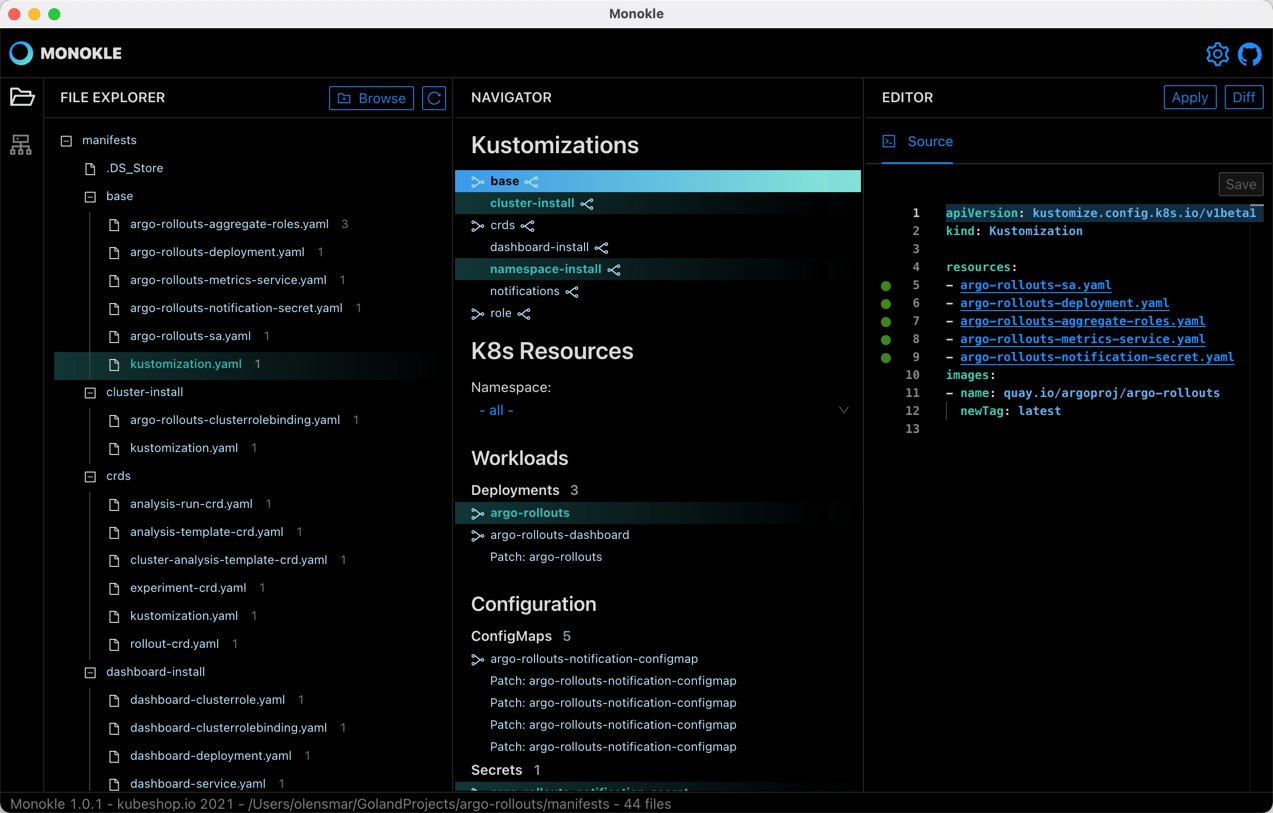 Monokle
MONOKLE
FILE EXPLORER
Browse
manifests
.DS_Store
base
argo-rollouts-aggregate-roles.yaml 3
argo-rollouts-deployment.yaml 1
argo-rollouts-metrics-service.yaml 1
argo-rollouts-notification-secret.yaml 1
argo-rollouts-sa.yaml 1
kustomization.yaml 1
cluster-install
argo-rollouts-clusterrolebinding.yaml 1
kustomization.yaml 1
crds
analysis-run-crd.yaml 1
analysis-template-crd.yaml 1
cluster-analysis-template-crd.yaml 1
experiment-crd.yaml 1
kustomization.yaml 1
rollout-crd.yaml 1
dashboard-install
dashboard-clusterrole.yaml 1
dashboard-clusterrolebinding.yaml 1
dashboard-deployment.yaml 1
dashboard-service.yaml 1
NAVIGATOR
Kustomizations
base
cluster-install
crds
dashboard-install
namespace-install
notifications
role
K8s Resources
Namespace:
- all -
Workloads
Deployments 3
argo-rollouts
argo-rollouts-dashboard
Patch: argo-rollouts
Configuration
ConfigMaps 5
argo-rollouts-notification-configmap
Patch: argo-rollouts-notification-configmap
Patch: argo-rollouts-notification-configmap
Patch: argo-rollouts-notification-configmap
Patch: argo-rollouts-notification-configmap
Secrets 1
argo-rollouts-notification-secret
EDITOR
Apply
Diff
Source
Save
1 apiVersion: kustomize.config.k8s.io/v1beta1
2 kind: Kustomization
3
4 resources:
5 - argo-rollouts-sa.yaml
6 - argo-rollouts-deployment.yaml
7 - argo-rollouts-aggregate-roles.yaml
8 - argo-rollouts-metrics-service.yaml
9 - argo-rollouts-notification-secret.yaml
10 images:
11 - name: quay.io/argoproj/argo-rollouts
12 newTag: latest
13
Monokle 1.0.1 - kubeshop.io 2021 - /Users/olensmar/GolandProjects/argo-rollouts/manifests - 44 files